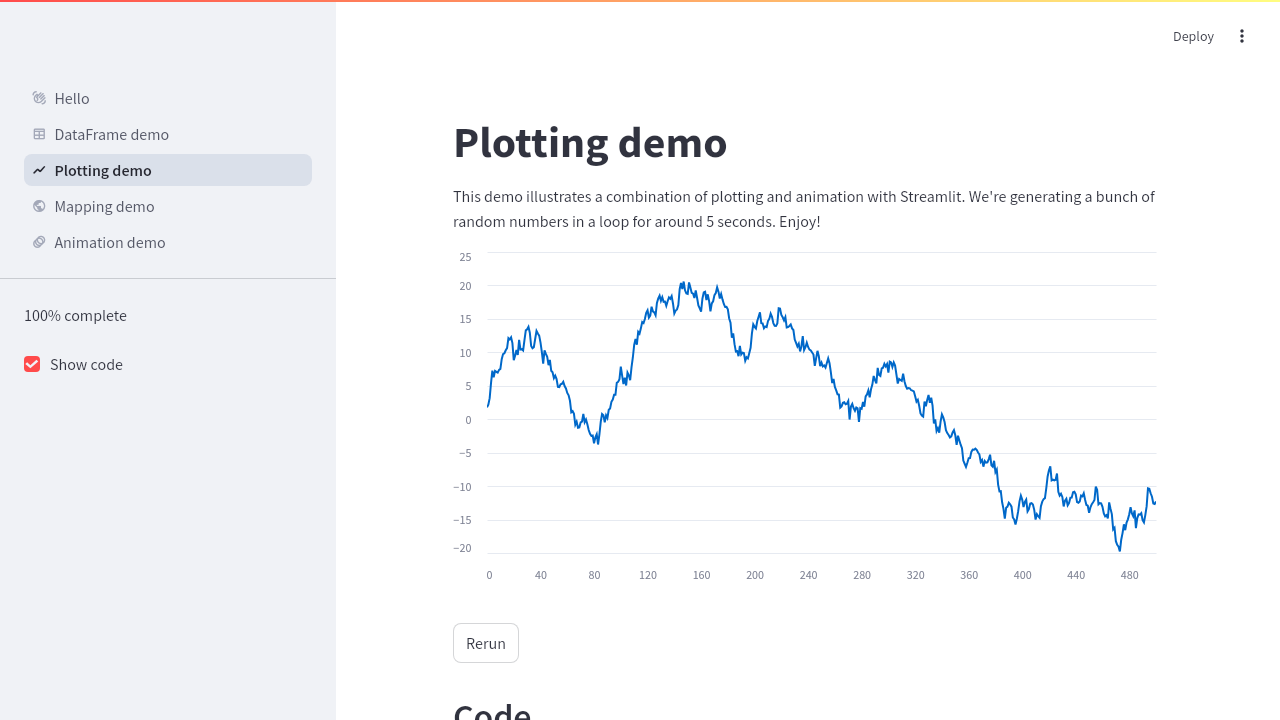 Deploy
Hello
DataFrame demo
Plotting demo
Mapping demo
Animation demo
100% complete
Show code
Plotting demo
This demo illustrates a combination of plotting and animation with Streamlit. We're generating a bunch of
random numbers in a loop for around 5 seconds. Enjoy!
25
20
15
10
5
0
−5
−10
−15
−20
0 40 80 120 160 200 240 280 320 360 400 440 480
Rerun
Code